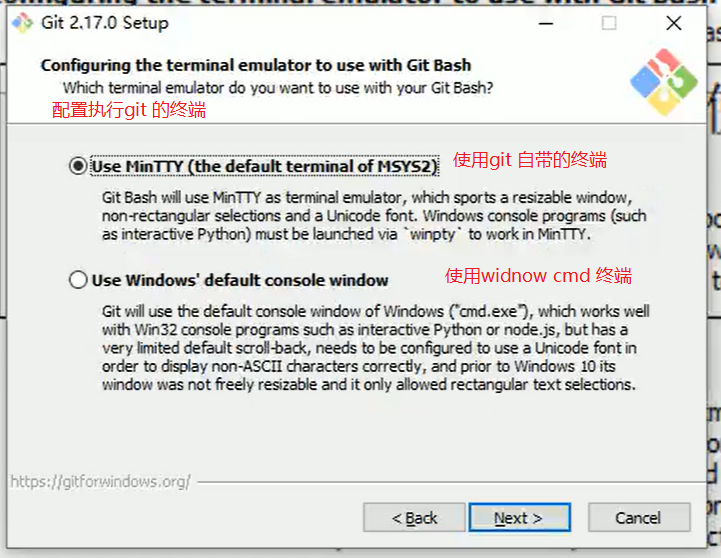 Git 2.17.0 Setup
Configuring the terminal emulator to use with Git Bash
Which terminal emulator do you want to use with your Git Bash?
配置执行git 的终端
Use MinTTY (the default terminal of MSYS2)
使用git 自带的终端
Git Bash will use MinTTY as terminal emulator, which sports a resizable window,
non-rectangular selections and a Unicode font. Windows console programs (such
as interactive Python) must be launched via `winpty` to work in MinTTY.
Use Windows' default console window
使用widnow cmd 终端
Git will use the default console window of Windows ("cmd.exe"), which works well
with Win32 console programs such as interactive Python or node.js, but has a
very limited default scroll-back, needs to be configured to use a Unicode font in
order to display non-ASCII characters correctly, and prior to Windows 10 its
window was not freely resizable and it only allowed rectangular text selections.
https://gitforwindows.org/
< Back
Next >
Cancel